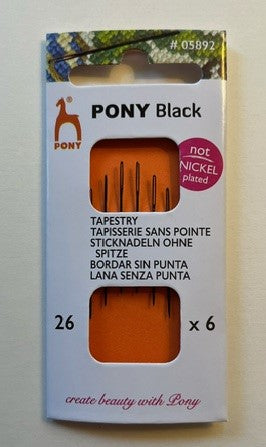 # 05892
PONY Black
PONY
not
NICKEL
plated
TAPESTRY
TAPISSERIE SANS POINTE
STICKNADELN OHNE
SPITZE
BORDAR SIN PUNTA
LANA SENZA PUNTA
26 x 6
create beauty with Pony